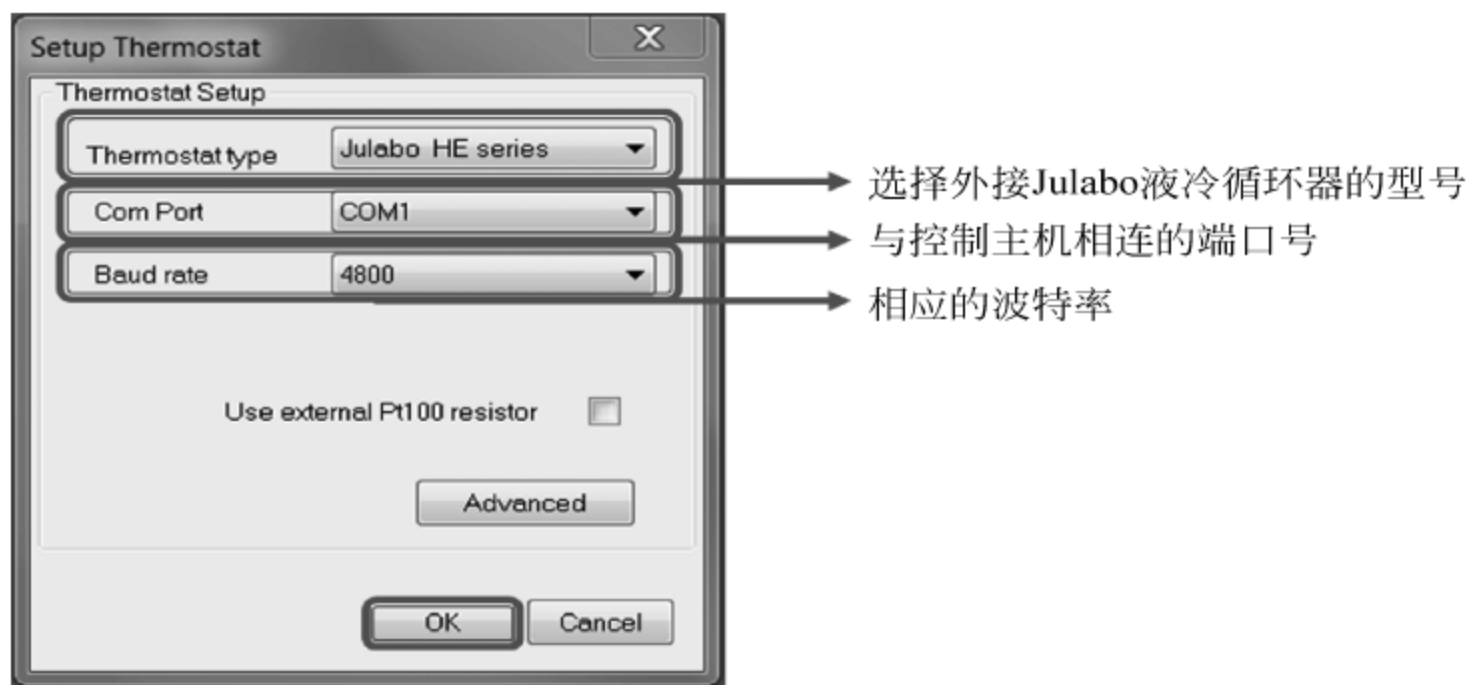 Setup Thermostat
Thermostat Setup
Thermostat type Julabo HE series
选择外接Julabo液冷循环器的型号
Com Port COM1
与控制主机相连的端口号
Baud rate 4800
相应的波特率
Use external Pt100 resistor
Advanced
OK Cancel